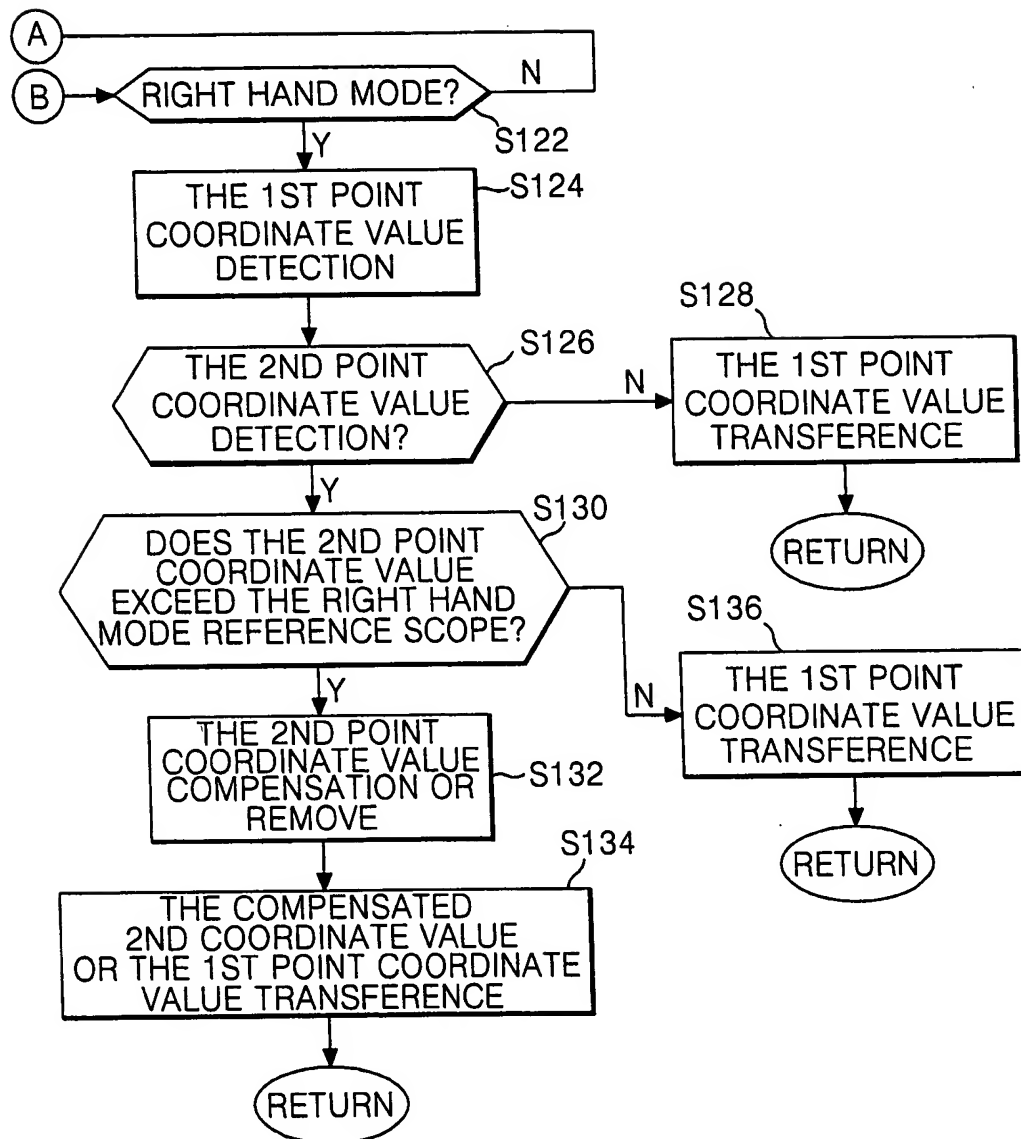 A
B
RIGHT HAND MODE?
N
S122
Y
THE 1ST POINT
COORDINATE VALUE
DETECTION
S124
THE 2ND POINT
COORDINATE VALUE
DETECTION?
S126
N
S128
THE 1ST POINT
COORDINATE VALUE
TRANSFERENCE
RETURN
Y
DOES THE 2ND POINT
COORDINATE VALUE
EXCEED THE RIGHT HAND
MODE REFERENCE SCOPE?
S130
N
S136
THE 1ST POINT
COORDINATE VALUE
TRANSFERENCE
RETURN
Y
THE 2ND POINT
COORDINATE VALUE
COMPENSATION OR
REMOVE
S132
S134
THE COMPENSATED
2ND COORDINATE VALUE
OR THE 1ST POINT COORDINATE
VALUE TRANSFERENCE
RETURN